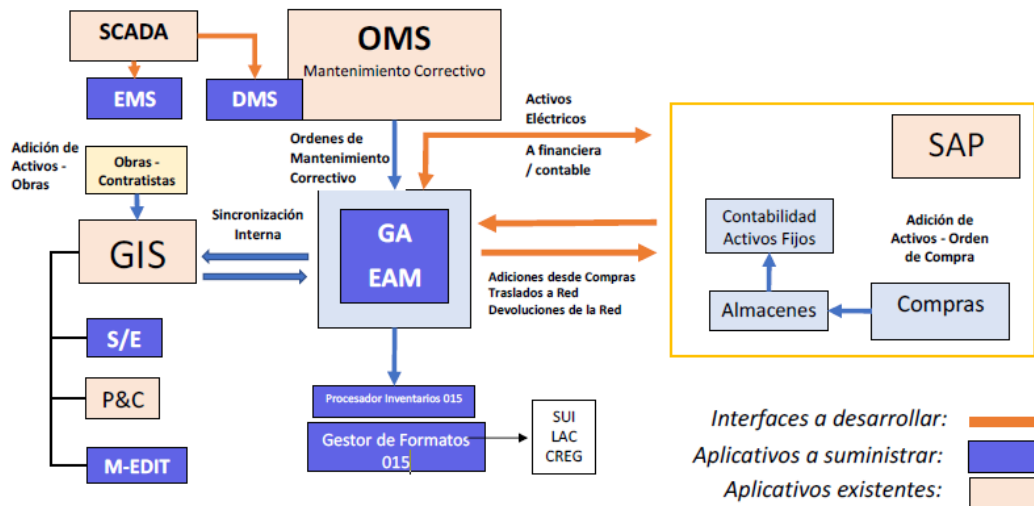 SCADA
OMS
Mantenimiento Correctivo
EMS
DMS
Activos
Eléctricos
Ordenes de
Mantenimiento
Correctivo
A financiera
/ contable
SAP
Adición de
Activos -
Obras
Obras -
Contratistas
Sincronización
Interna
GIS
GA
EAM
Contabilidad
Activos Fijos
Adición de
Activos - Orden
de Compra
Adiciones desde Compras
Traslados a Red
Devoluciones de la Red
Almacenes
Compras
S/E
P&C
M-EDIT
Procesador Inventarios 015
Gestor de Formatos
015
SUI
LAC
CREG
Interfaces a desarrollar:
Aplicativos a suministrar:
Aplicativos existentes: